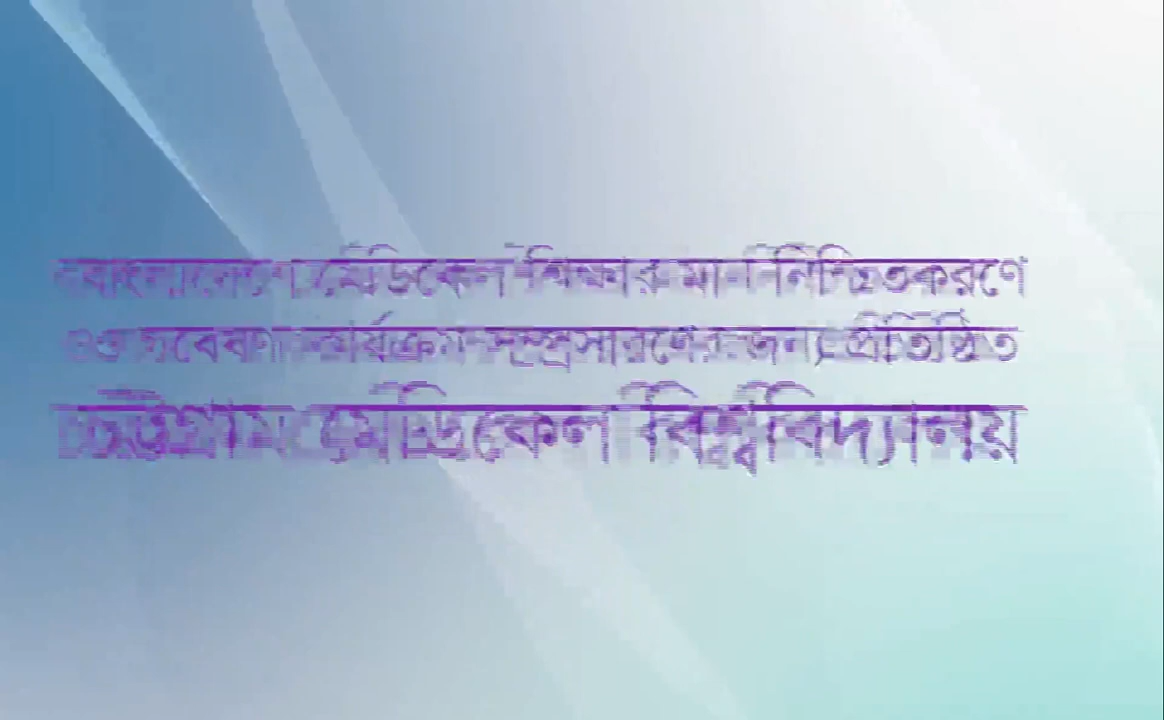 বাংলাদেশে মেডিকেল শিক্ষার মান নিশ্চিতকরণে
ও গবেষণা কার্যক্রম সম্প্রসারণের জন্য প্রতিষ্ঠিত
চট্টগ্রাম মেডিকেল বিশ্ববিদ্যালয়